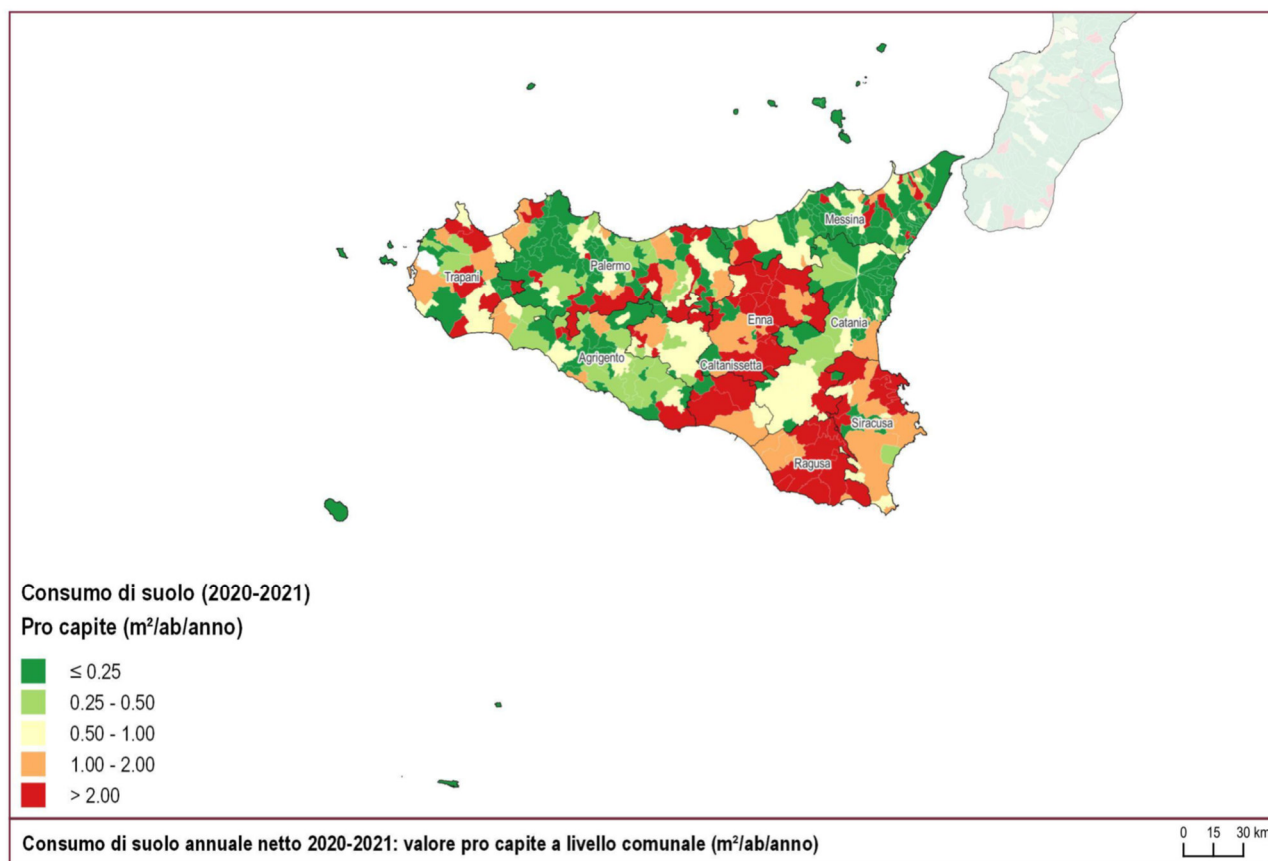 Messina
Palermo
Trapani
Enna
Catania
Agrigento
Caltanissetta
Siracusa
Ragusa
Consumo di suolo (2020-2021)
Pro capite (m²/ab/anno)
≤ 0.25
0.25 - 0.50
0.50 - 1.00
1.00 - 2.00
> 2.00
Consumo di suolo annuale netto 2020-2021: valore pro capite a livello comunale (m²/ab/anno)
0 15 30 km